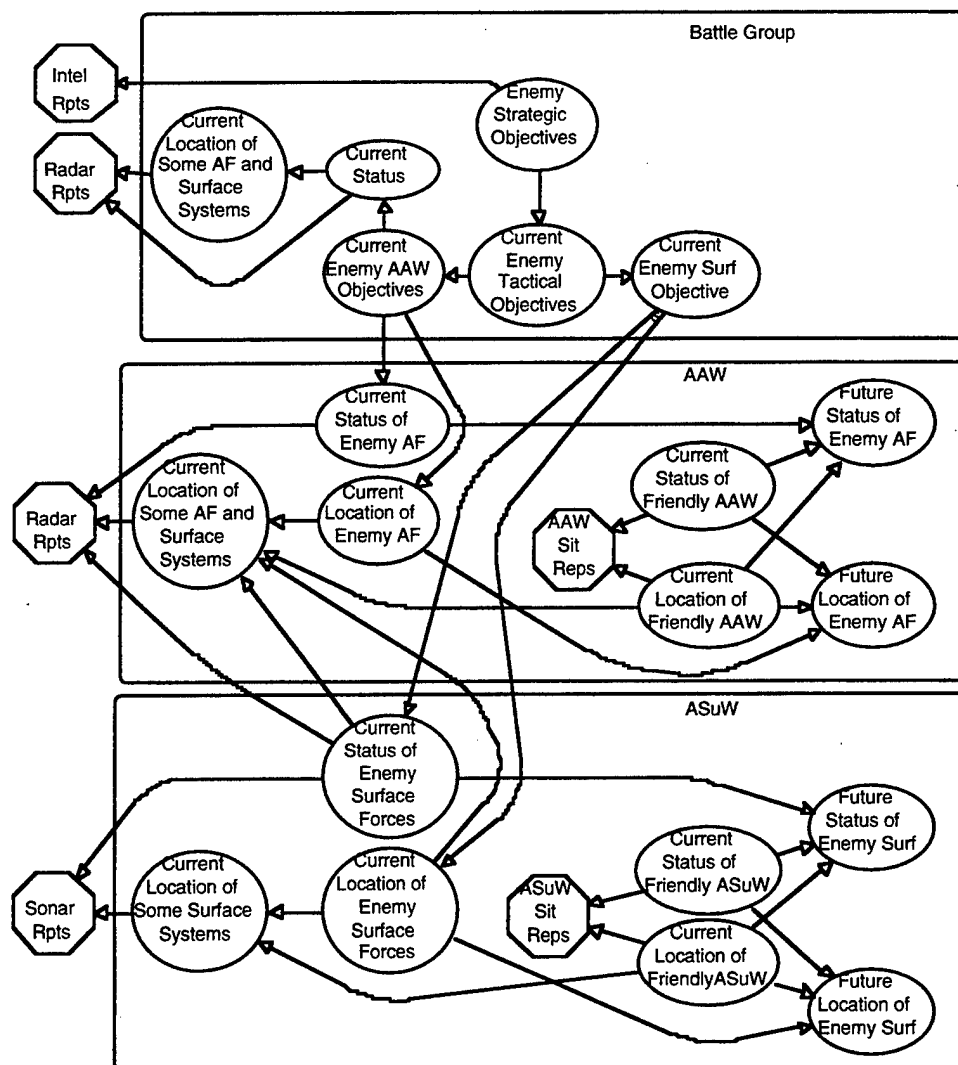 Battle Group
Intel
Rpts
Enemy
Strategic
Objectives
Current
Location of
Some AF and
Surface
Systems
Current
Status
Radar
Rpts
Current
Enemy AAW
Objectives
Current
Enemy
Tactical
Objectives
Current
Enemy Surf
Objective
AAW
Current
Status of
Enemy AF
Future
Status of
Enemy AF
Current
Location of
Some AF and
Surface
Systems
Current
Status of
Friendly AAW
Radar
Rpts
Current
Location of
Enemy AF
AAW
Sit
Reps
Current
Location of
Friendly AAW
Future
Location of
Enemy AF
ASuW
Current
Status of
Enemy
Surface
Forces
Future
Status of
Enemy Surf
Current
Status of
Friendly ASuW
Sonar
Rpts
Current
Location of
Some Surface
Systems
Current
Location of
Enemy
Surface
Forces
ASuW
Sit
Reps
Current
Location of
FriendlyASuW
Future
Location of
Enemy Surf